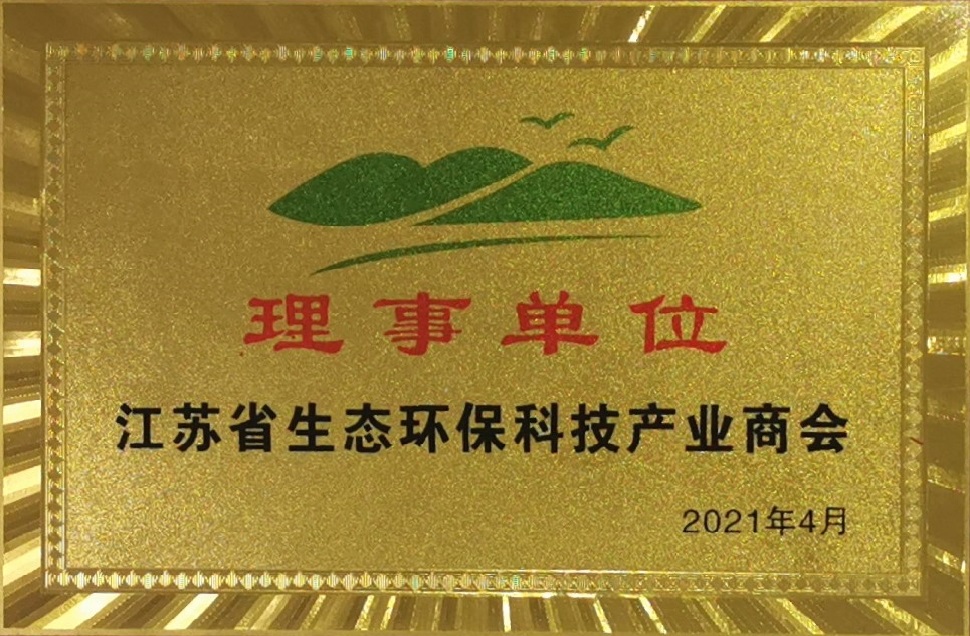 理事单位
江苏省生态环保科技产业商会
2021年4月